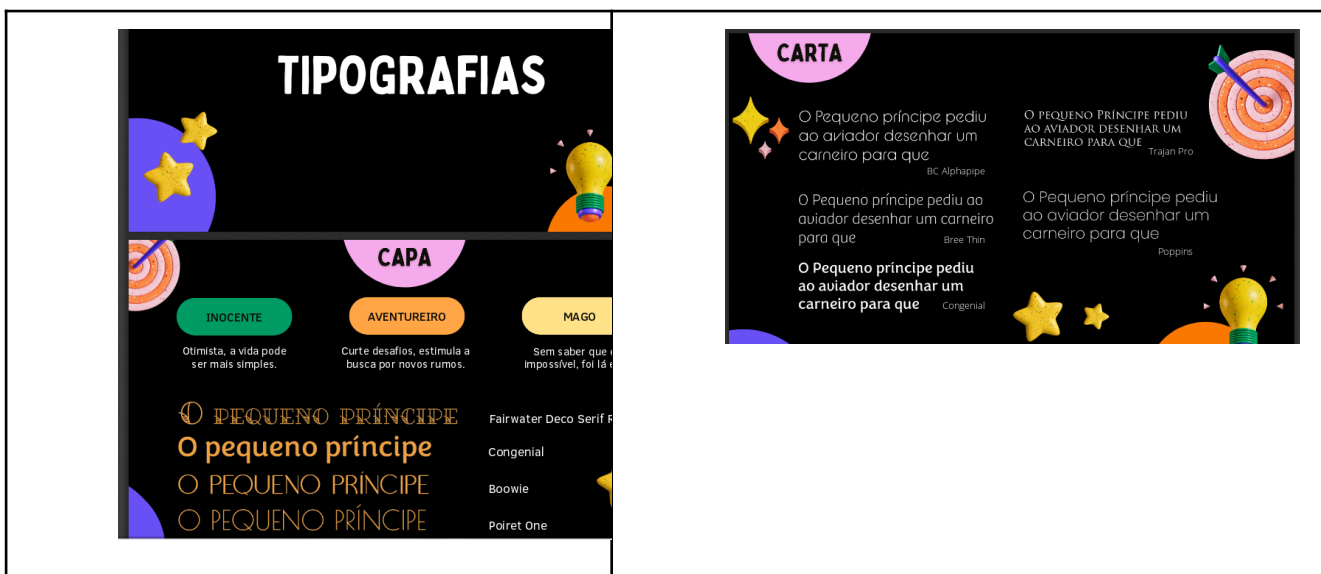 TIPOGRAFIAS
CAPA
INOCENTE
AVENTUREIRO
MAGO
Otimista, a vida pode
ser mais simples.
Curte desafios, estimula a
busca por novos rumos.
Sem saber que
impossível, foi lá
O PEQUENO PRÍNCIPE
Fairwater Deco Serif
O pequeno príncipe
Congenial
O PEQUENO PRÍNCIPE
Boowie
O PEQUENO PRÍNCIPE
Poiret One
CARTA
O Pequeno príncipe pediu
ao aviador desenhar um
carneiro para que
BC Alphapipe
O Pequeno príncipe pediu ao
aviador desenhar um carneiro
para que
Bree Thin
O Pequeno príncipe pediu
ao aviador desenhar um
carneiro para que
Congenial
O PEQUENO PRÍNCIPE PEDIU
AO AVIADOR DESENHAR UM
CARNEIRO PARA QUE
Trajan Pro
O Pequeno príncipe pediu
ao aviador desenhar um
carneiro para que
Poppins